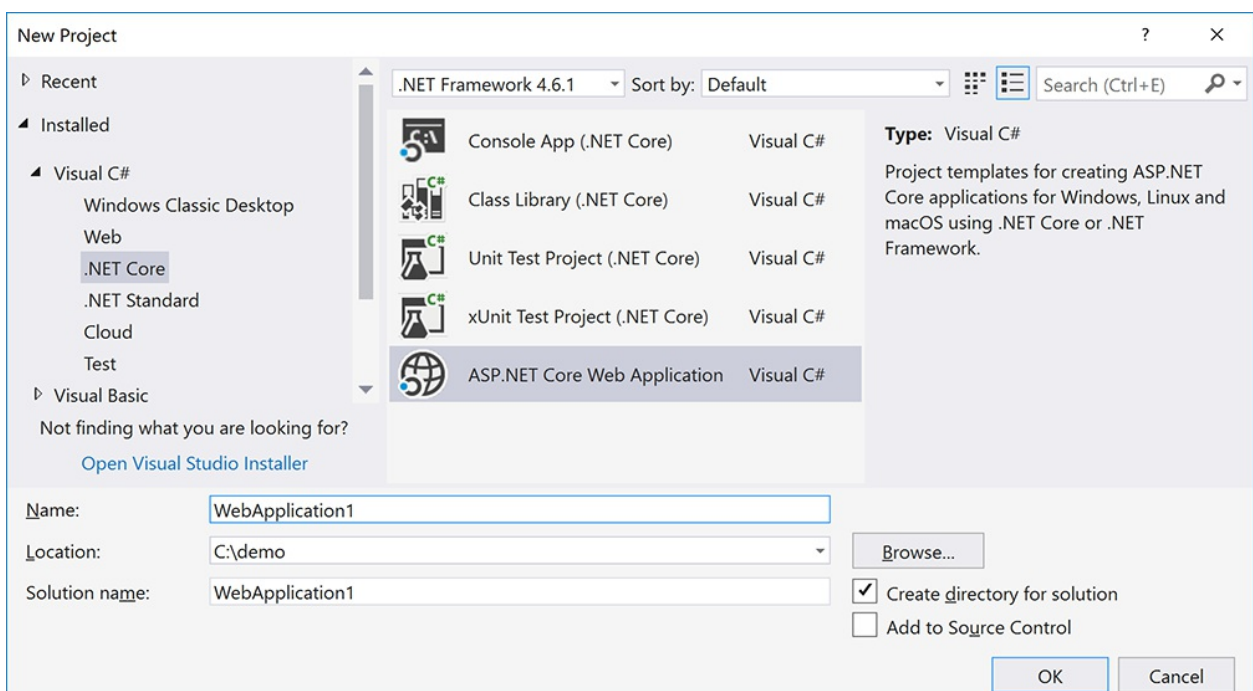 New Project
?
Recent
Installed
Visual C#
Windows Classic Desktop
Web
.NET Core
.NET Standard
Cloud
Test
Visual Basic
Not finding what you are looking for?
Open Visual Studio Installer
.NET Framework 4.6.1 Sort by: Default
Search (Ctrl+E)
C:\ Console App (.NET Core) Visual C#
C# Class Library (.NET Core) Visual C#
C# Unit Test Project (.NET Core) Visual C#
C# xUnit Test Project (.NET Core) Visual C#
ASP.NET Core Web Application Visual C#
Type: Visual C#
Project templates for creating ASP.NET
Core applications for Windows, Linux and
macOS using .NET Core or .NET
Framework.
Name: WebApplication1
Location: C:\demo
Browse...
Solution name: WebApplication1
Create directory for solution
Add to Source Control
OK Cancel